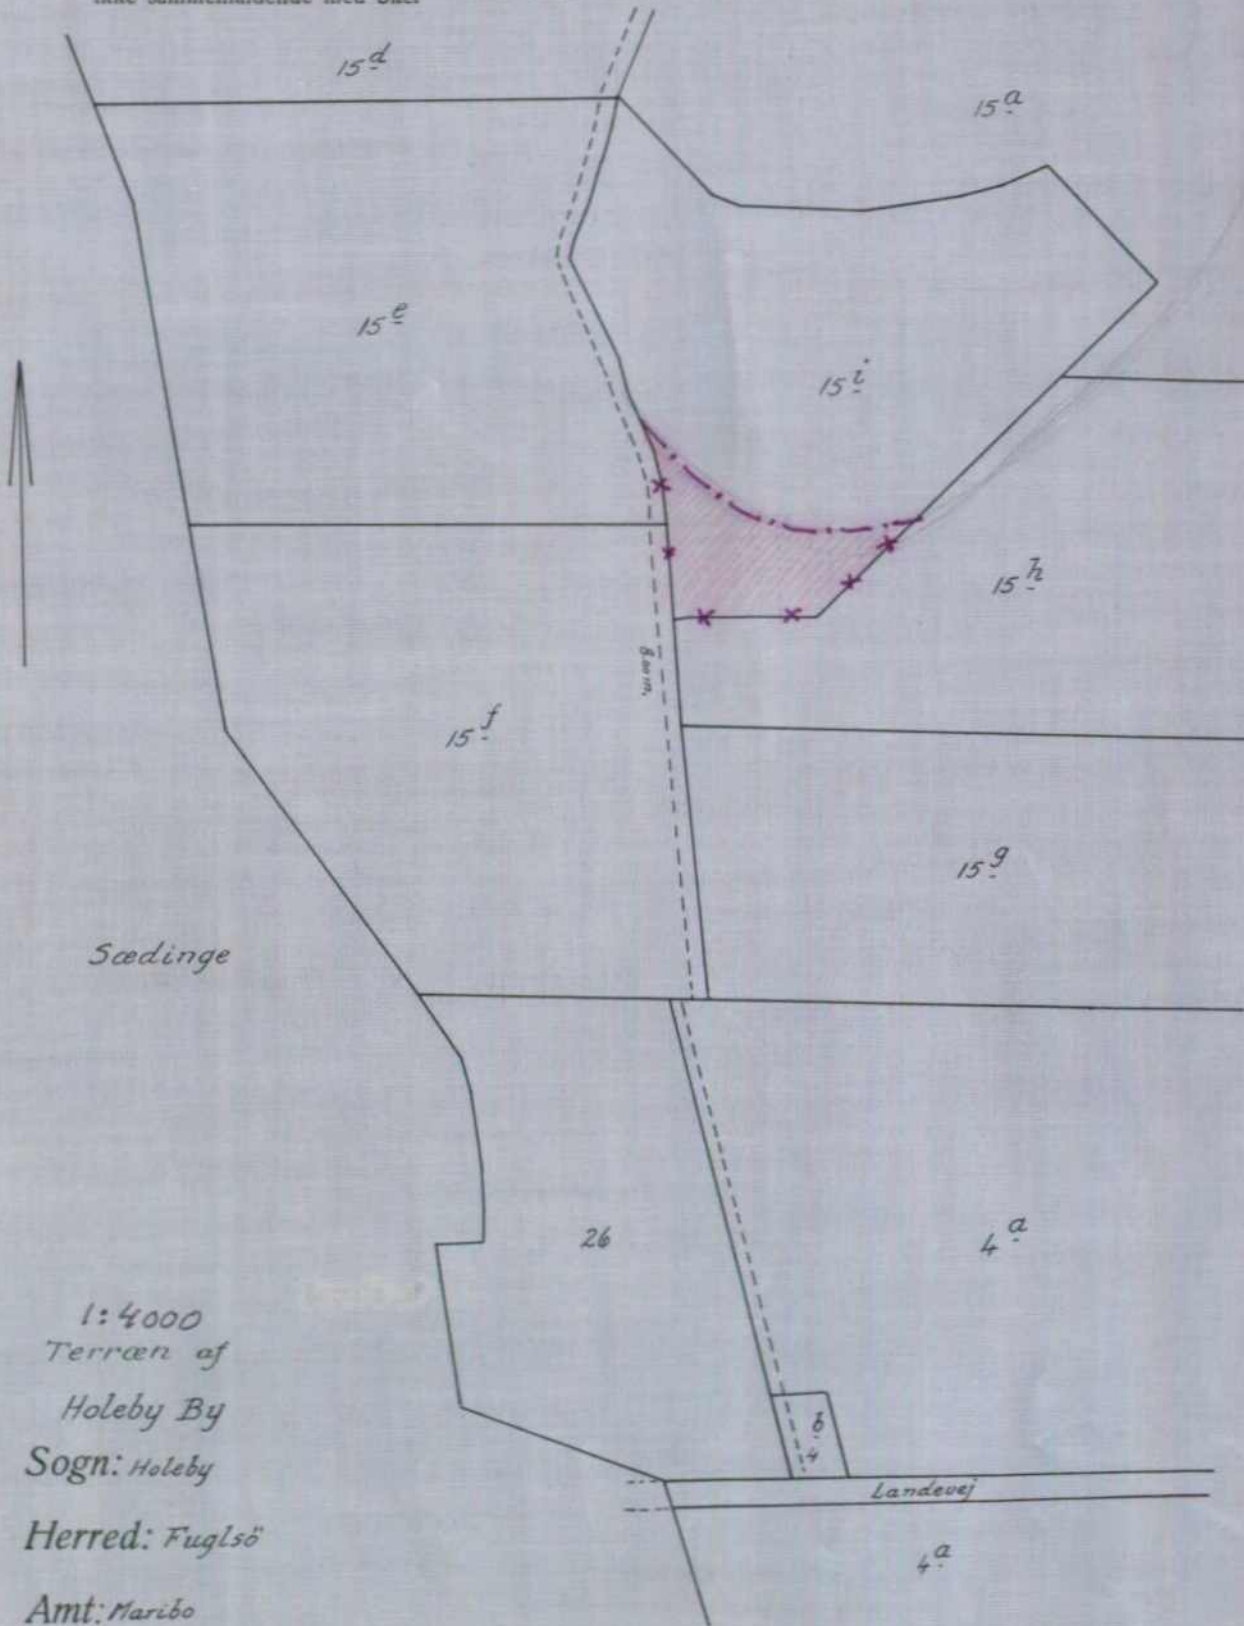 15d
15a
15e
15i
15h
15f
15g
Sædinge
26
4a
1:4000
Terræn af
Holeby By
b
4
Sogn: Holeby
Landevej
Herred: Fuglsö
4a
Amt: Maribo